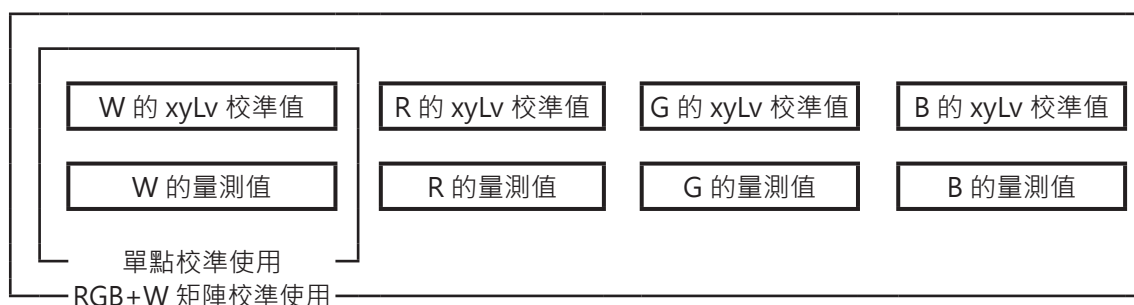 W 的 xyLv 校準值 R 的 xyLv 校準值 G 的 xyLv 校準值 B 的 xyLv 校準值
W 的量測值 R 的量測值 G 的量測值 B 的量測值
單點校準使用
RGB+W 矩陣校準使用